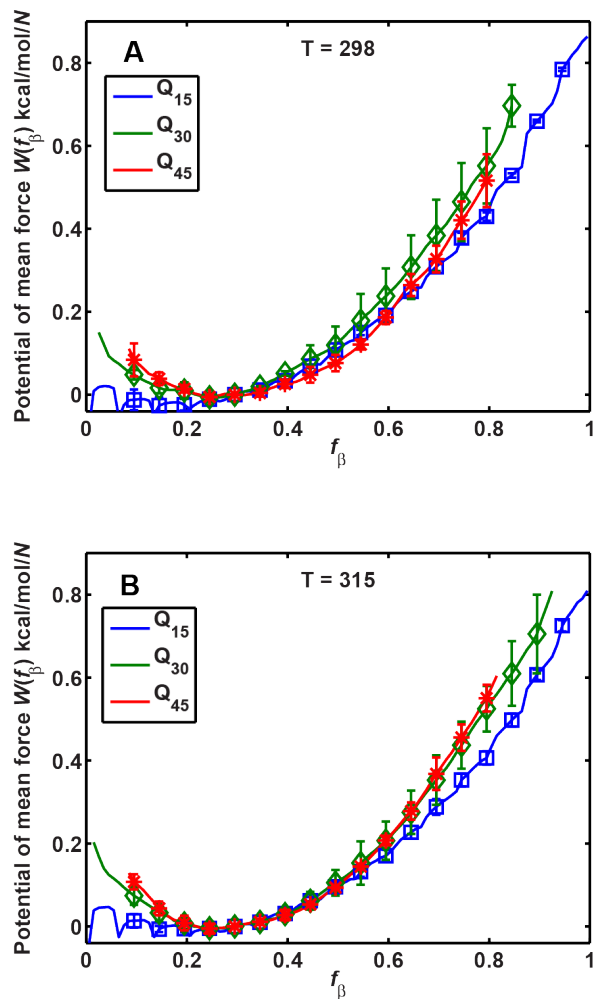 A
T = 298
Q15
Q30
Q45
Potential of mean force W(fβ) kcal/mol/N
0.8
0.6
0.4
0.2
0
0 0.2 0.4 0.6 0.8 1
fβ
B
T = 315
Q15
Q30
Q45
Potential of mean force W(fβ) kcal/mol/N
0.8
0.6
0.4
0.2
0
0 0.2 0.4 0.6 0.8 1
fβ